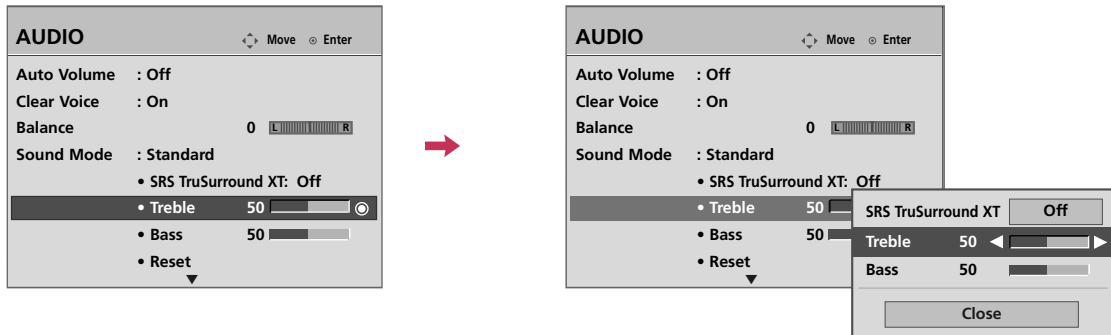 AUDIO Move Enter
Auto Volume : Off
Clear Voice : On
Balance 0 L R
Sound Mode : Standard
• SRS TruSurround XT: Off
• Treble 50
• Bass 50
• Reset
AUDIO Move Enter
Auto Volume : Off
Clear Voice : On
Balance 0 L R
Sound Mode : Standard
• SRS TruSurround XT: Off
• Treble 50
• Bass 50
• Reset
SRS TruSurround XT Off
Treble 50
Bass 50
Close